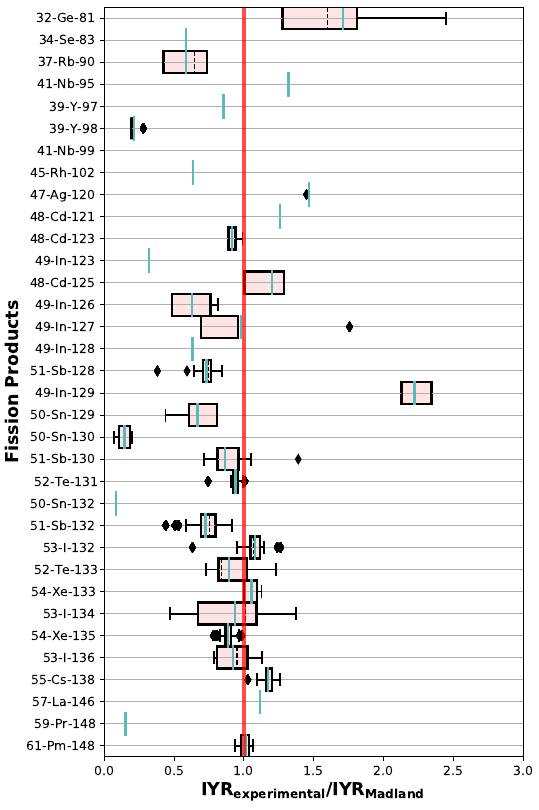 32-Ge-81
34-Se-83
37-Rb-90
41-Nb-95
39-Y-97
39-Y-98
41-Nb-99
45-Rh-102
47-Ag-120
48-Cd-121
48-Cd-123
49-In-123
48-Cd-125
49-In-126
49-In-127
49-In-128
51-Sb-128
49-In-129
50-Sn-129
50-Sn-130
51-Sb-130
52-Te-131
50-Sn-132
51-Sb-132
53-I-132
52-Te-133
54-Xe-133
53-I-134
54-Xe-135
53-I-136
55-Cs-138
57-La-146
59-Pr-148
61-Pm-148
Fission Products
0.0 0.5 1.0 1.5 2.0 2.5 3.0
IYRexperimental/IYRMadland